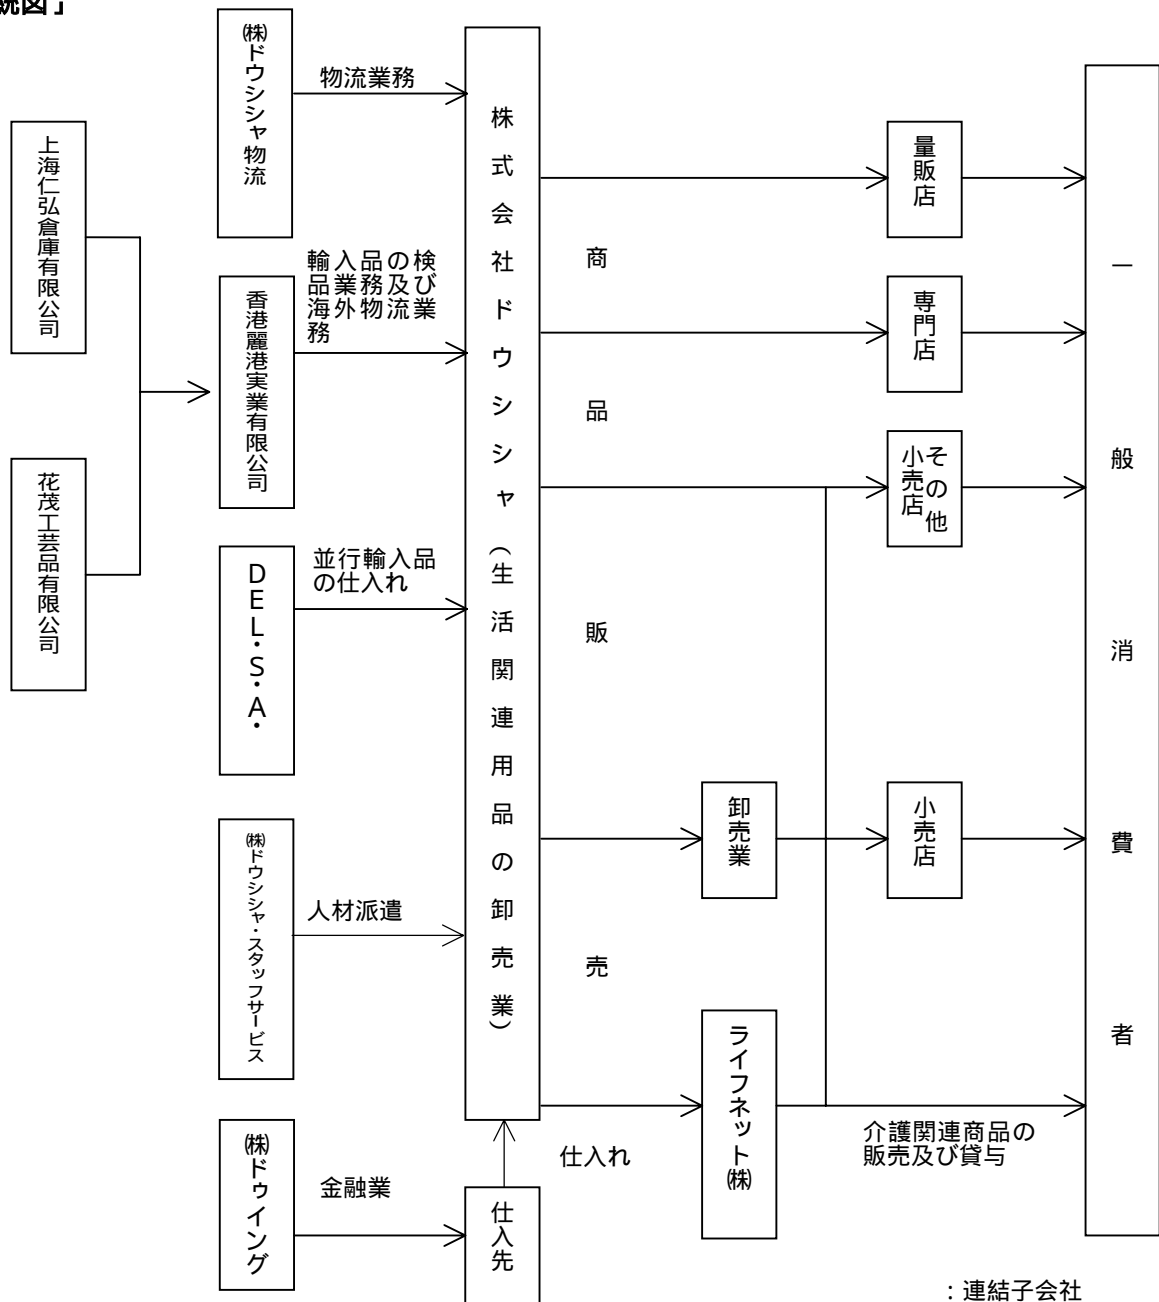 統図」
㈱ドウシシャ物流
物流業務
上海仁弘倉庫有限公司
花茂工芸品有限公司
香港麗港実業有限公司
輸入品の検
品業務及び
海外物流業
務
DEL.S.A.
並行輸入品
の仕入れ
㈱ドウシシャ・スタッフサービス
人材派遣
㈱ドゥイング
金融業
株式会社ドウシシャ（生活関連用品の卸売業）
仕入先
仕入れ
商品販売
量販店
専門店
その他
小売店
卸売業
小売店
ライフネット㈱
介護関連商品の
販売及び貸与
一般消費者
：連結子会社